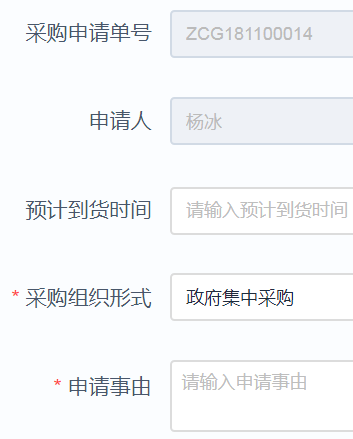 采购申请单号 ZCG181100014
申请人 杨冰
预计到货时间 请输入预计到货时间
* 采购组织形式 政府集中采购
* 申请事由 请输入申请事由